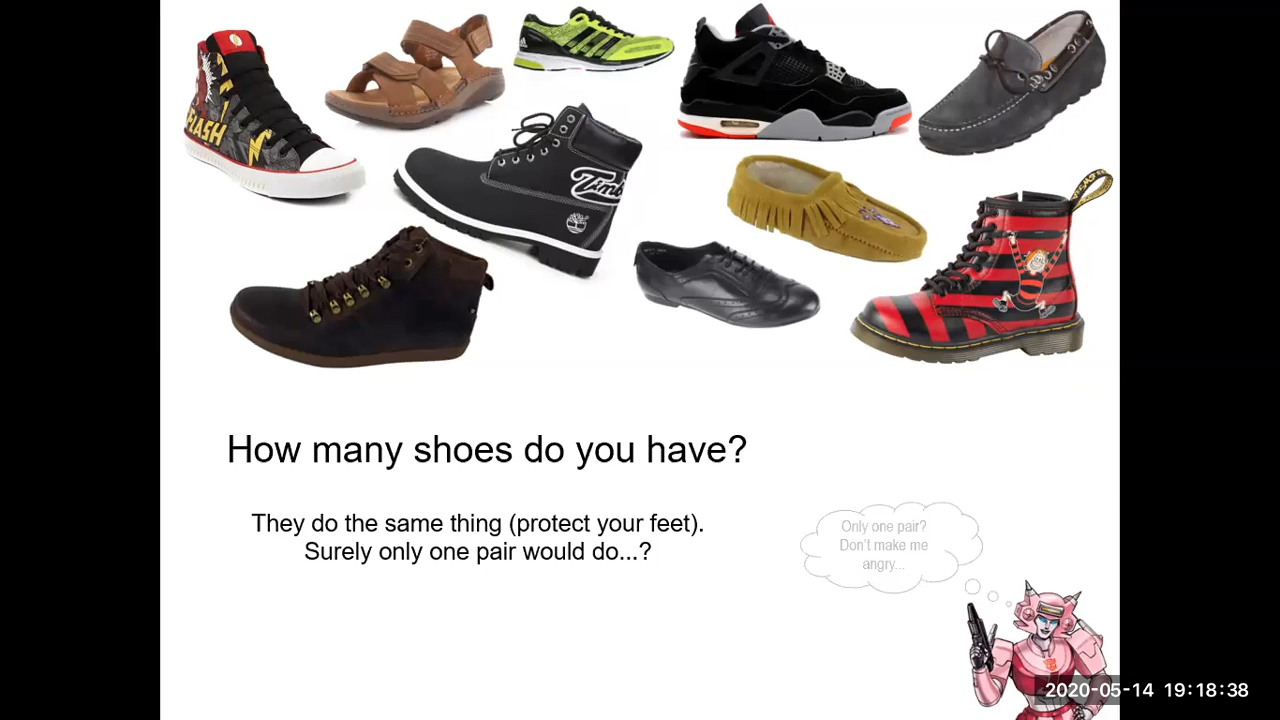 FLASH
adidas
Timb
How many shoes do you have?
They do the same thing (protect your feet).
Surely only one pair would do...?
Only one pair?
Don't make me
angry...
2020-05-14 19:18:38